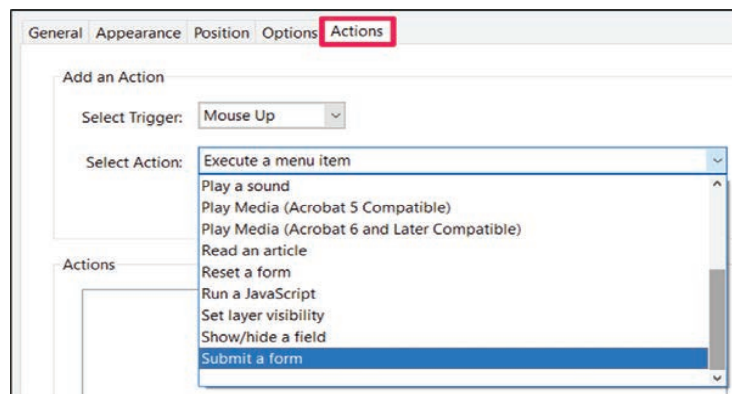 General Appearance Position Options Actions
Add an Action
Select Trigger: Mouse Up
Select Action: Execute a menu item
Play a sound
Play Media (Acrobat 5 Compatible)
Play Media (Acrobat 6 and Later Compatible)
Read an article
Reset a form
Actions
Run a JavaScript
Set layer visibility
Show/hide a field
Submit a form